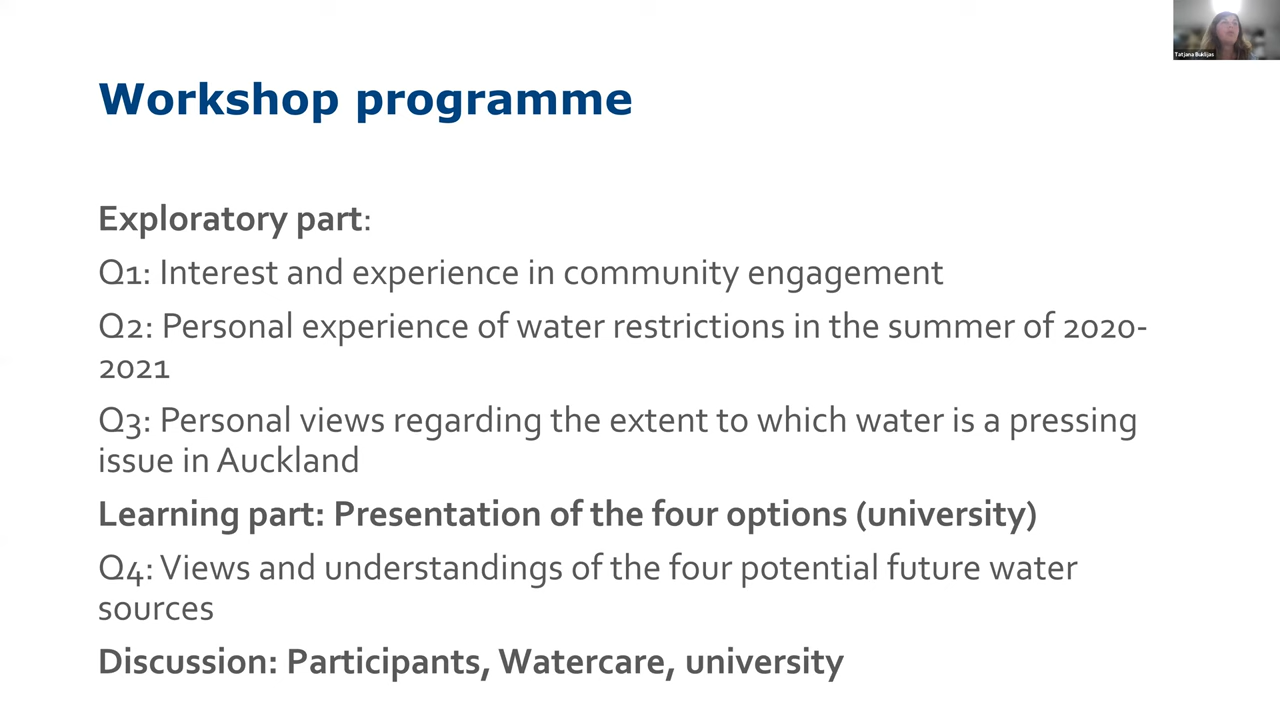 Tatjana Buklijas
Workshop programme
Exploratory part:
Q1: Interest and experience in community engagement
Q2: Personal experience of water restrictions in the summer of 2020-
2021
Q3: Personal views regarding the extent to which water is a pressing
issue in Auckland
Learning part: Presentation of the four options (university)
Q4: Views and understandings of the four potential future water
sources
Discussion: Participants, Watercare, university